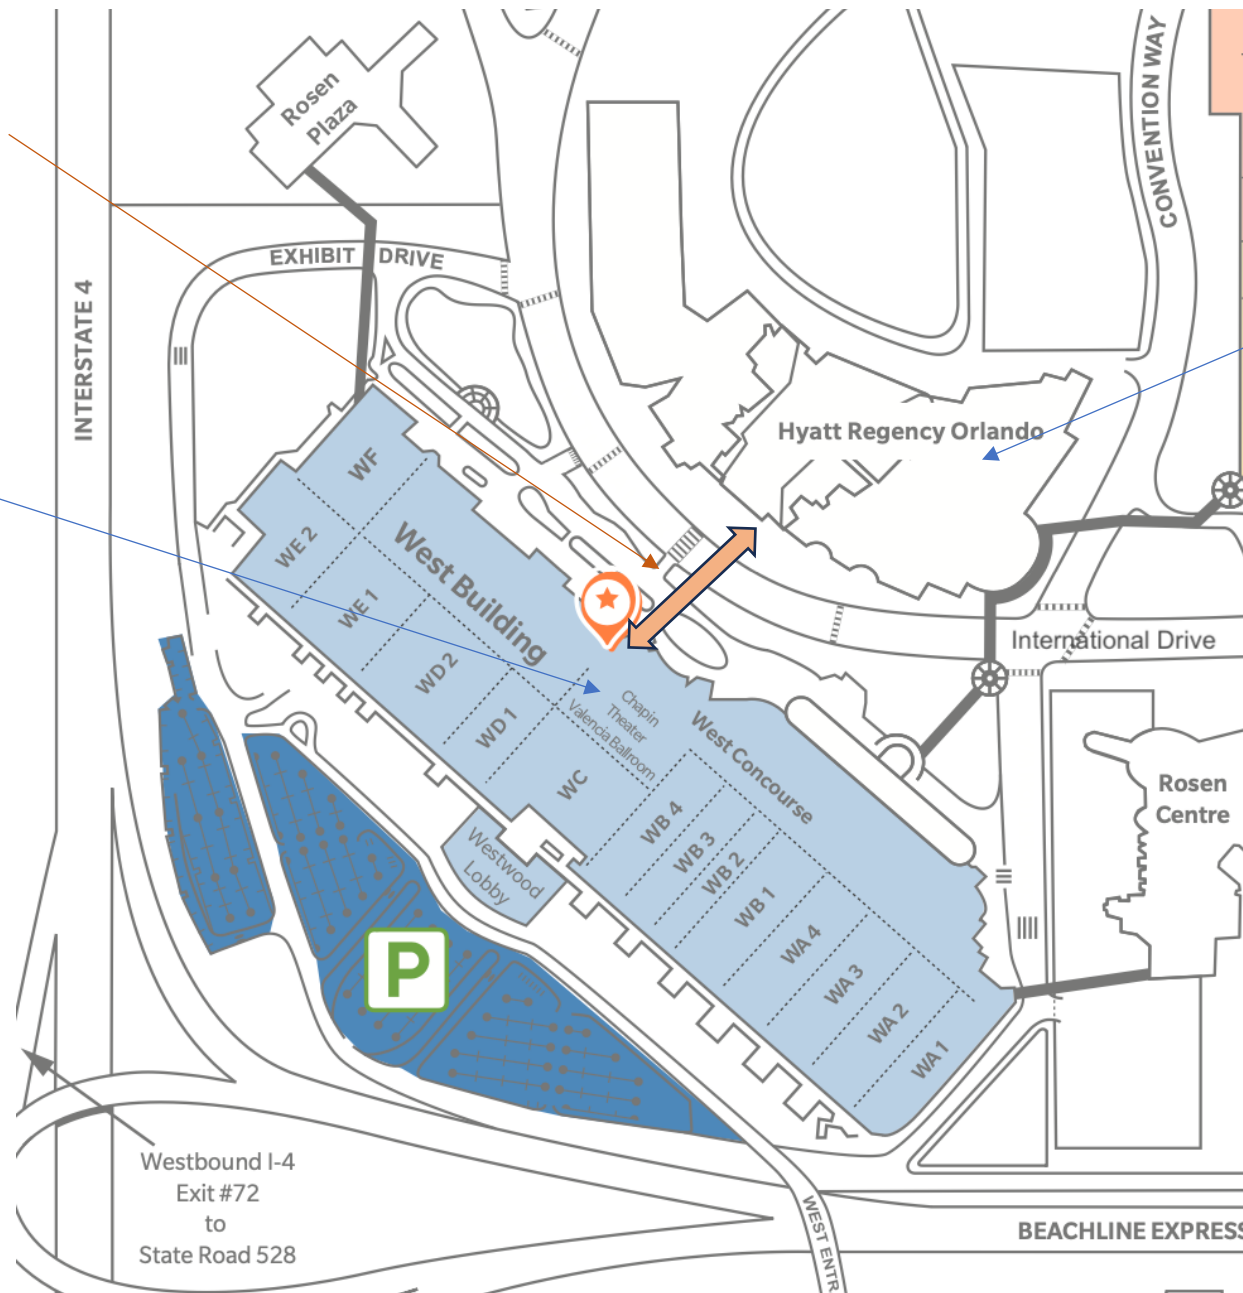 Rosen
Plaza
CONVENTION WAY
EXHIBIT DRIVE
INTERSTATE 4
Hyatt Regency Orlando
WF
WE 2
WE 1
West Building
WD 2
WD 1
International Drive
Chapin
Theater
Valencia Ballroom
West Concourse
WC
WB 4
WB 3
WB 2
WB 1
WA 4
WA 3
WA 2
WA 1
Rosen
Centre
Westwood
Lobby
P
Westbound I-4
Exit #72
to
State Road 528
WEST ENTR
BEACHLINE EXPRESS